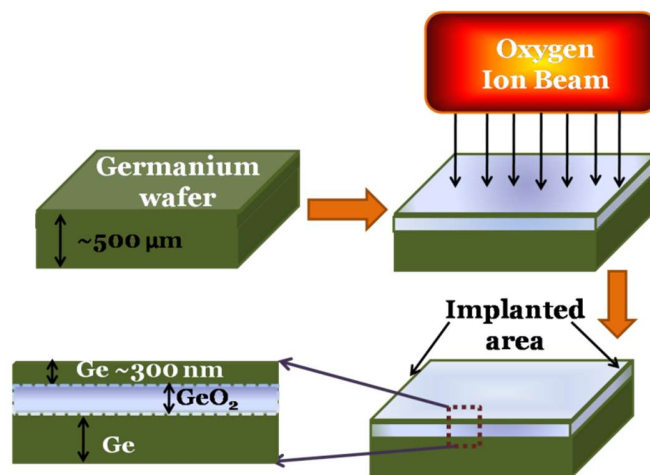 Oxygen
Ion Beam
Germanium
wafer
~500 µm
Implanted
area
Ge ~300 nm
GeO₂
Ge